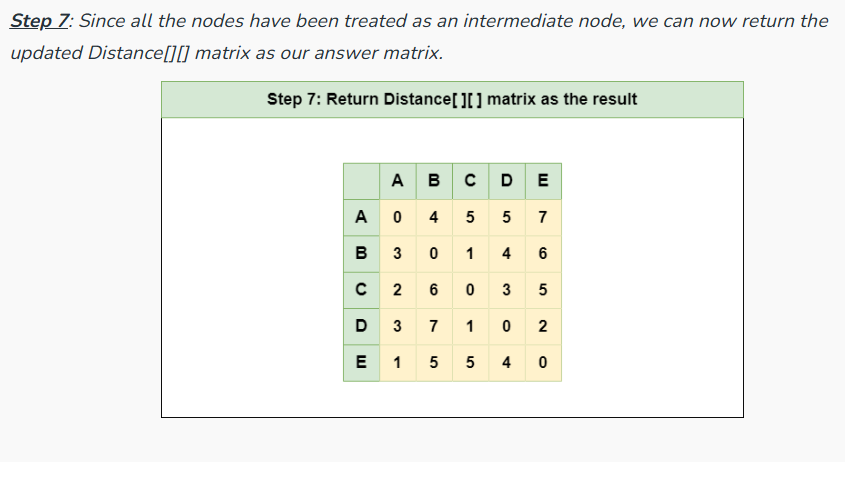 Step 7: Since all the nodes have been treated as an intermediate node, we can now return the
updated Distance[][] matrix as our answer matrix.
Step 7: Return Distance[ ][ ] matrix as the result
A B C D E
A 0 4 5 5 7
B 3 0 1 4 6
C 2 6 0 3 5
D 3 7 1 0 2
E 1 5 5 4 0